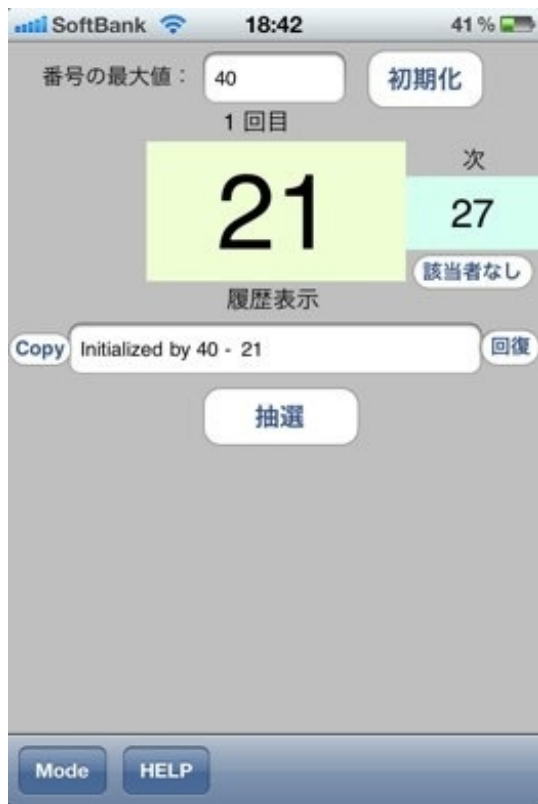 SoftBank 18:42 41%
番号の最大値： 40 初期化
1 回目
次
21
27
該当者なし
履歴表示
Copy Initialized by 40 - 21 回復
抽選
Mode HELP